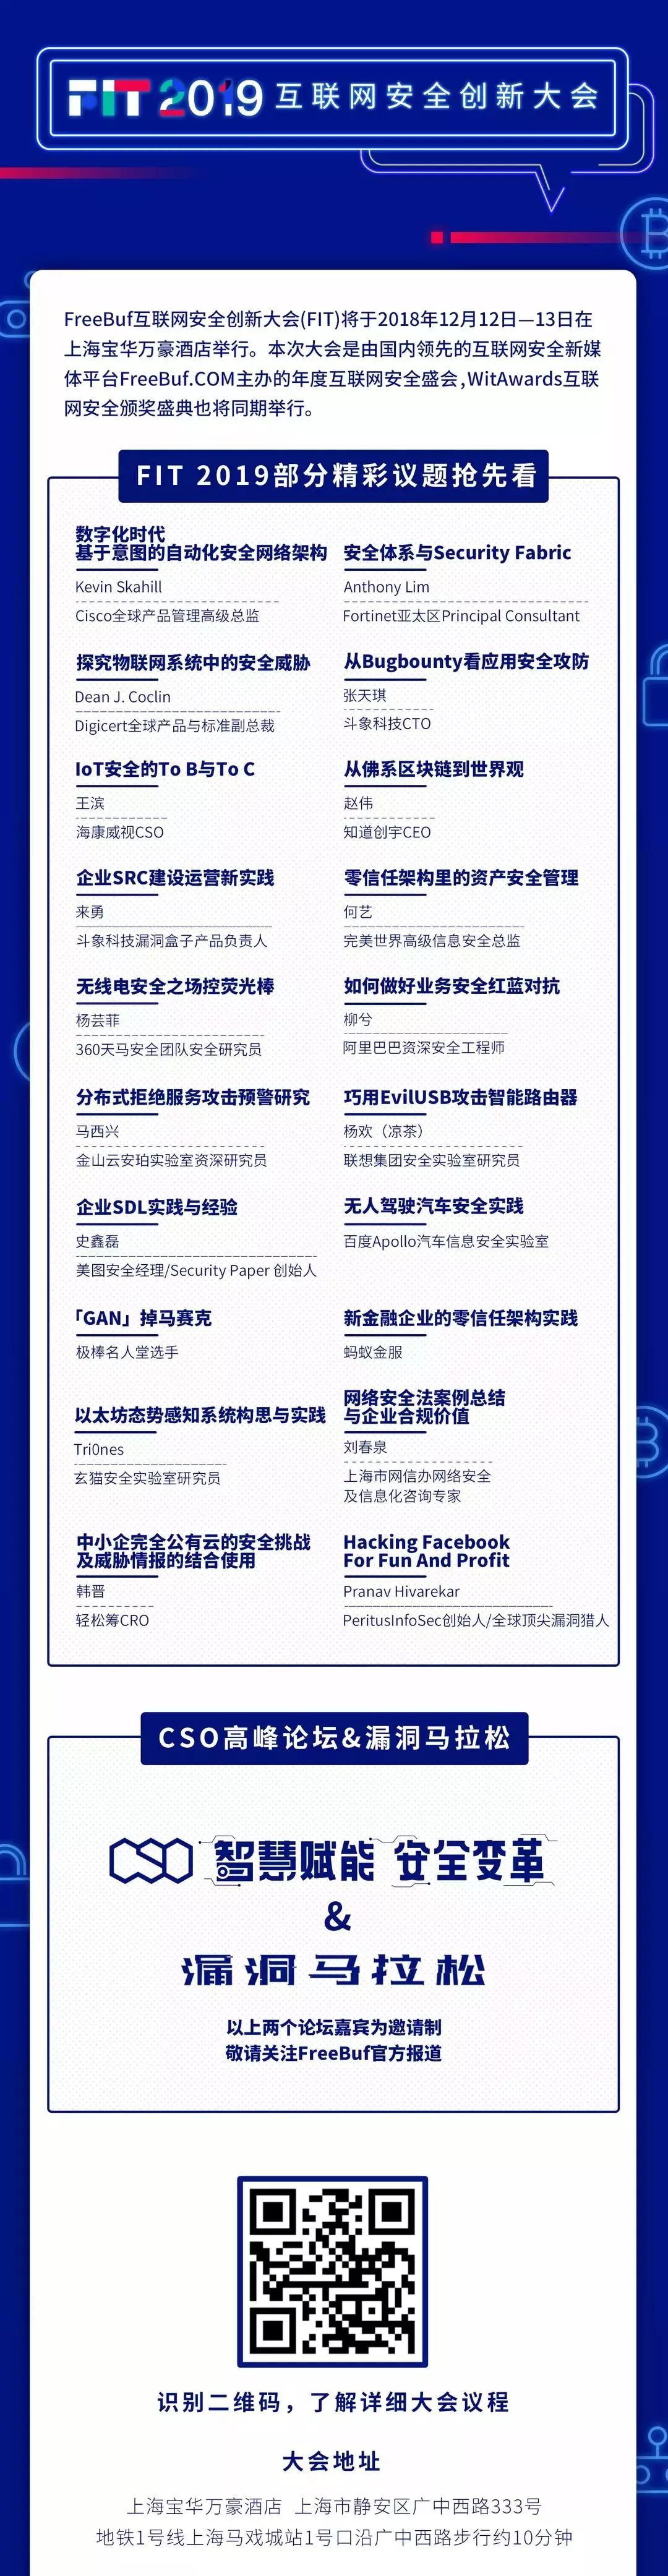 FIT 2019 互联网安全创新大会
FreeBuf互联网安全创新大会(FIT)将于2018年12月12日—13日在
上海宝华万豪酒店举行。本次大会是由国内领先的互联网安全新媒
体平台FreeBuf.COM主办的年度互联网安全盛会,WitAwards互联
网安全颁奖盛典也将同期举行。
FIT 2019部分精彩议题抢先看
数字化时代
基于意图的自动化安全网络架构
Kevin Skahill
Cisco全球产品管理高级总监
安全体系与Security Fabric
Anthony Lim
Fortinet亚太区Principal Consultant
探究物联网系统中的安全威胁
Dean J. Coclin
Digicert全球产品与标准副总裁
从Bugbounty看应用安全攻防
张天琪
斗象科技CTO
IoT安全的To B与To C
王滨
海康威视CSO
从佛系区块链到世界观
赵伟
知道创宇CEO
企业SRC建设运营新实践
来勇
斗象科技漏洞盒子产品负责人
零信任架构里的资产安全管理
何艺
完美世界高级信息安全总监
无线电安全之场控荧光棒
杨芸菲
360天马安全团队安全研究员
如何做好业务安全红蓝对抗
柳兮
阿里巴巴资深安全工程师
分布式拒绝服务攻击预警研究
马西兴
金山云安珀实验室资深研究员
巧用EvilUSB攻击智能路由器
杨欢（凉茶）
联想集团安全实验室研究员
企业SDL实践与经验
史鑫磊
美图安全经理/Security Paper 创始人
无人驾驶汽车安全实践
百度Apollo汽车信息安全实验室
「GAN」掉马赛克
极棒名人堂选手
新金融企业的零信任架构实践
蚂蚁金服
以太坊态势感知系统构思与实践
Tri0nes
玄猫安全实验室研究员
网络安全法案例总结
与企业合规价值
刘春泉
上海市网信办网络安全
及信息化咨询专家
中小企完全公有云的安全挑战
及威胁情报的结合使用
韩晋
轻松筹CRO
Hacking Facebook
For Fun And Profit
Pranav Hivarekar
PeritusInfoSec创始人/全球顶尖漏洞猎人
CSO高峰论坛&漏洞马拉松
CSO 智慧赋能 安全变革
&
漏洞马拉松
以上两个论坛嘉宾为邀请制
敬请关注FreeBuf官方报道
识别二维码，了解详细大会议程
大会地址
上海宝华万豪酒店 上海市静安区广中西路333号
地铁1号线上海马戏城站1号口沿广中西路步行约10分钟